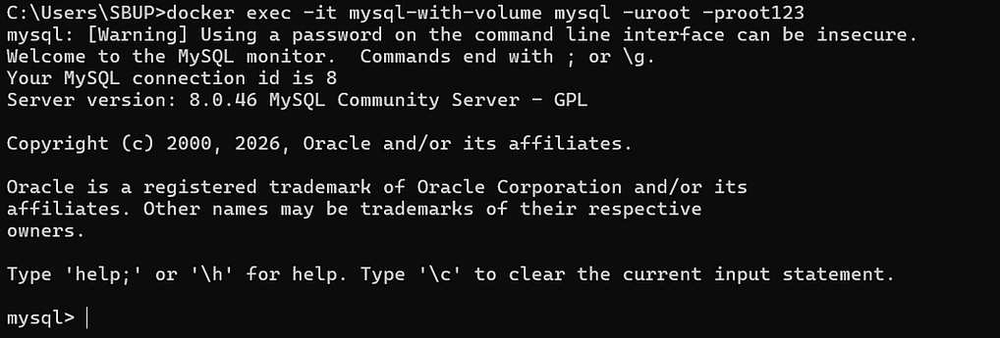 C:\Users\SBUP>docker exec -it mysql-with-volume mysql -uroot -proot123
mysql: [Warning] Using a password on the command line interface can be insecure.
Welcome to the MySQL monitor.  Commands end with ; or \g.
Your MySQL connection id is 8
Server version: 8.0.46 MySQL Community Server - GPL

Copyright (c) 2000, 2026, Oracle and/or its affiliates.

Oracle is a registered trademark of Oracle Corporation and/or its
affiliates. Other names may be trademarks of their respective
owners.

Type 'help;' or '\h' for help. Type '\c' to clear the current input statement.

mysql>